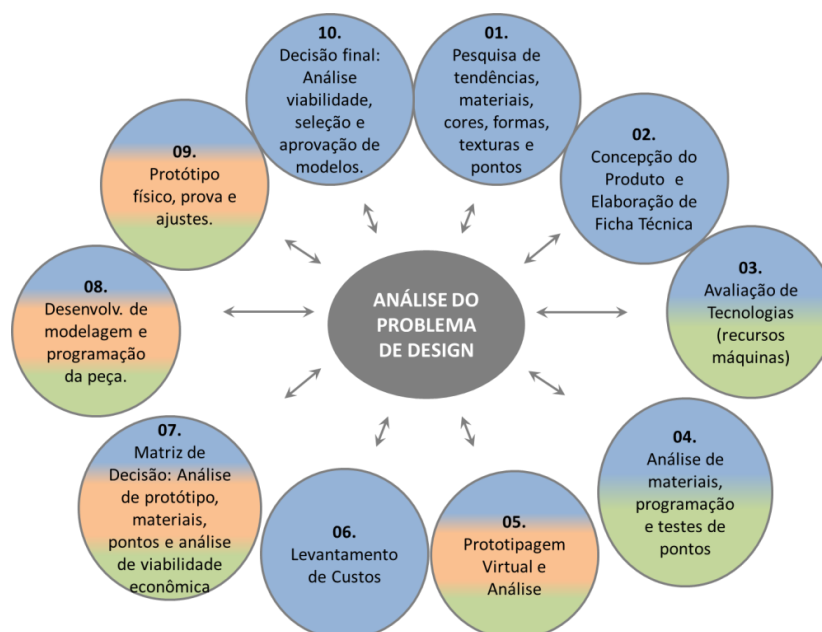 10.
Decisão final:
Análise
viabilidade,
seleção e
aprovação de
modelos.
01.
Pesquisa de
tendências,
materiais,
cores, formas,
texturas e
pontos
02.
Concepção do
Produto e
Elaboração de
Ficha Técnica
03.
Avaliação de
Tecnologias
(recursos
máquinas)
04.
Análise de
materiais,
programação
e testes de
pontos
05.
Prototipagem
Virtual e
Análise
06.
Levantamento
de Custos
07.
Matriz de
Decisão: Análise
de protótipo,
materiais,
pontos e análise
de viabilidade
econômica
08.
Desenvolv. de
modelagem e
programação
da peça.
09.
Protótipo
físico, prova e
ajustes.
ANÁLISE DO
PROBLEMA
DE DESIGN